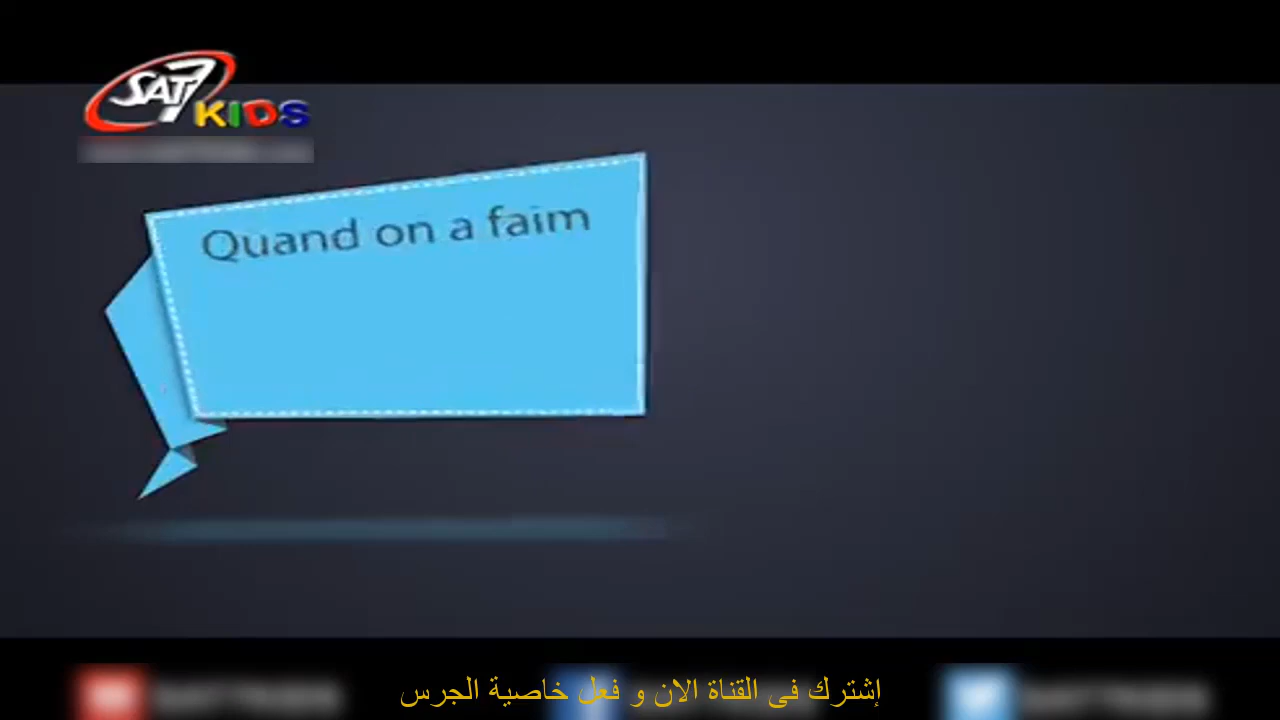 SAT7
KIDS
Quand on a faim
إشترك فى القناة الان و فعل خاصية الجرس